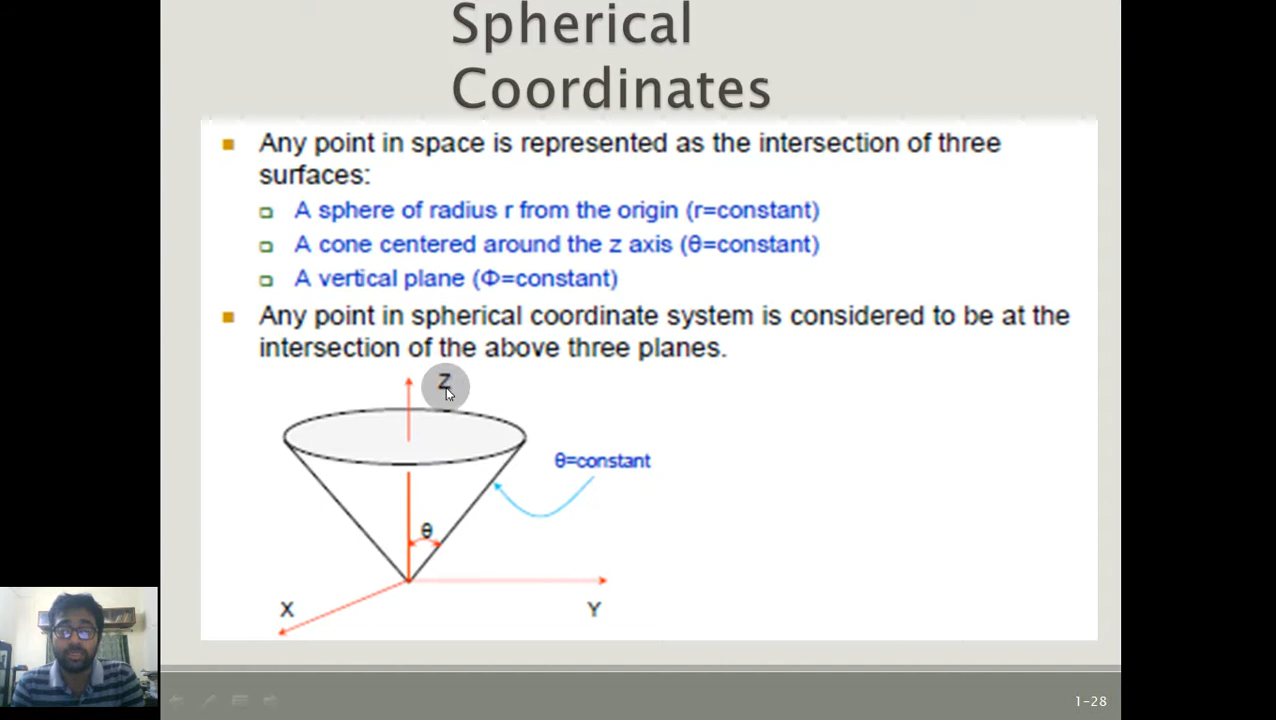 Spherical
Coordinates
Any point in space is represented as the intersection of three
surfaces:
A sphere of radius r from the origin (r=constant)
A cone centered around the z axis (θ=constant)
A vertical plane (Φ=constant)
Any point in spherical coordinate system is considered to be at the
intersection of the above three planes.
Z
θ=constant
θ
X
Y
1-28